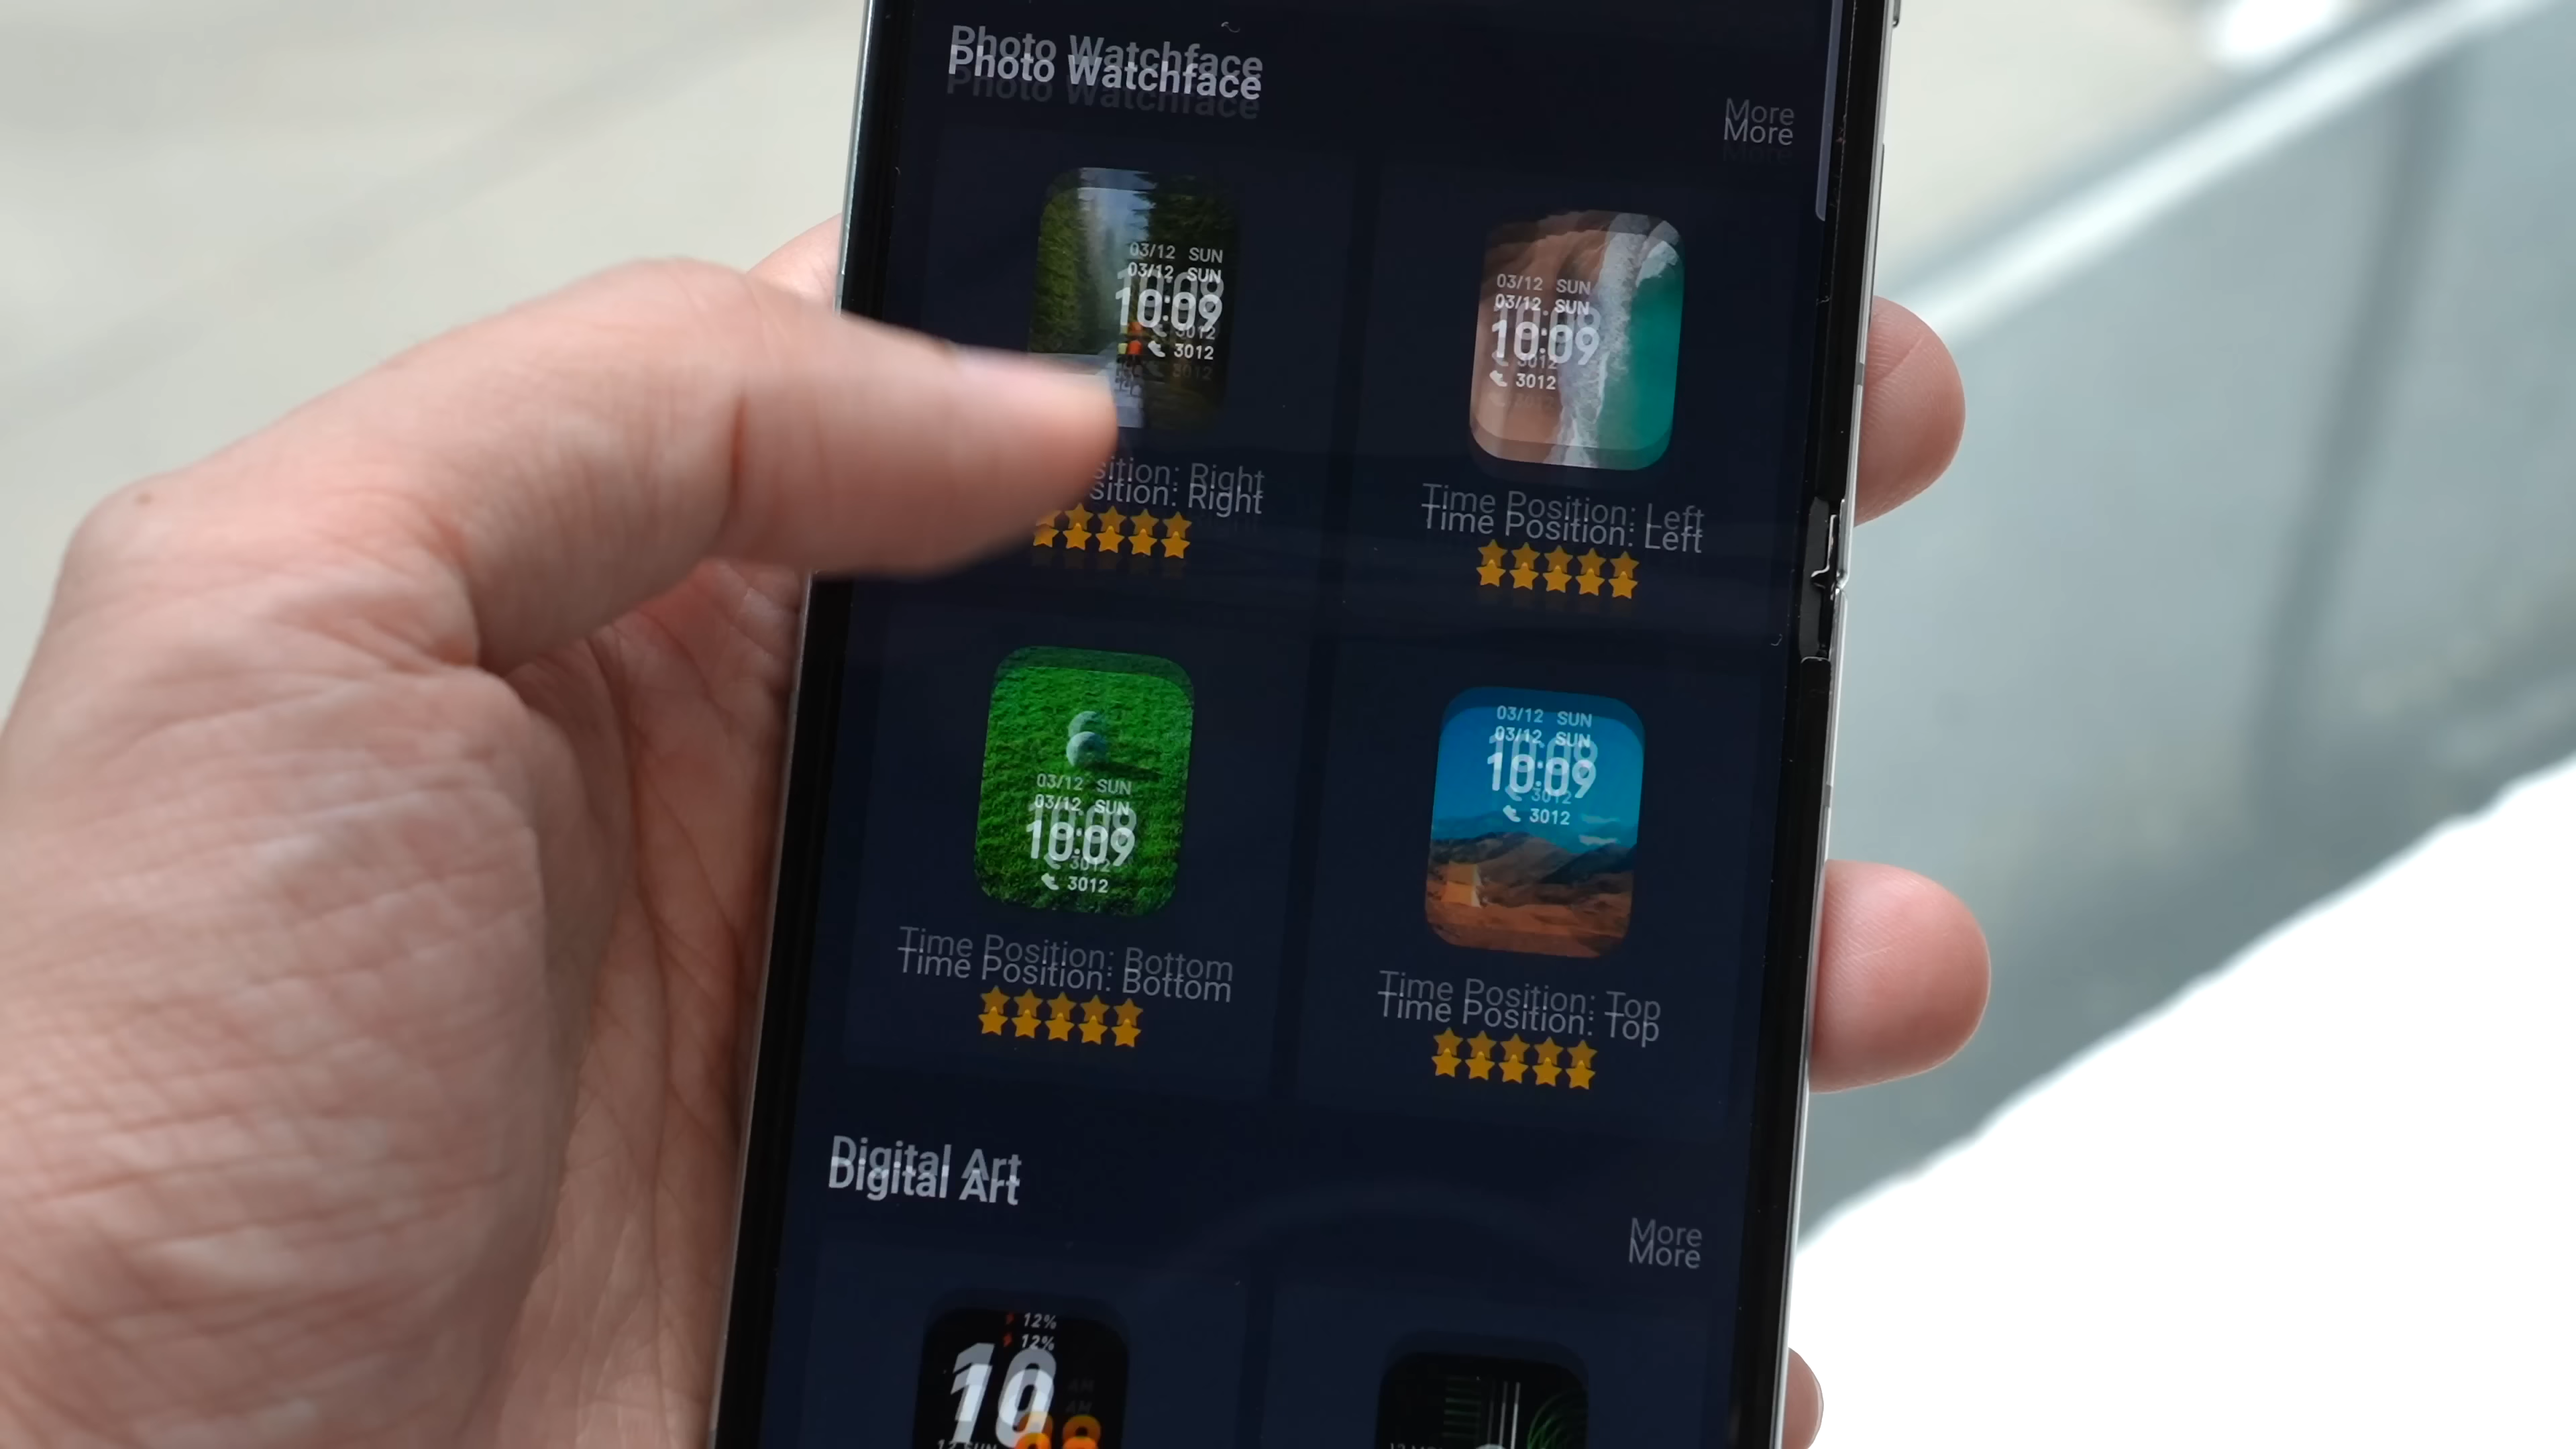 Photo Watchface
More
03/12 SUN
10:09
3012
03/12 SUN
10:09
3012
sition: Right
Time Position: Left
03/12 SUN
10:09
3012
03/12 SUN
10:09
3012
Time Position: Bottom
Time Position: Top
Digital Art
More
12%
10
AM